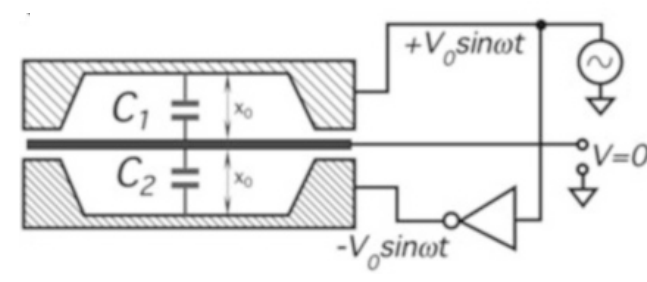 +V₀sinωt
C₁
x₀
C₂
x₀
V=0
-V₀sinωt